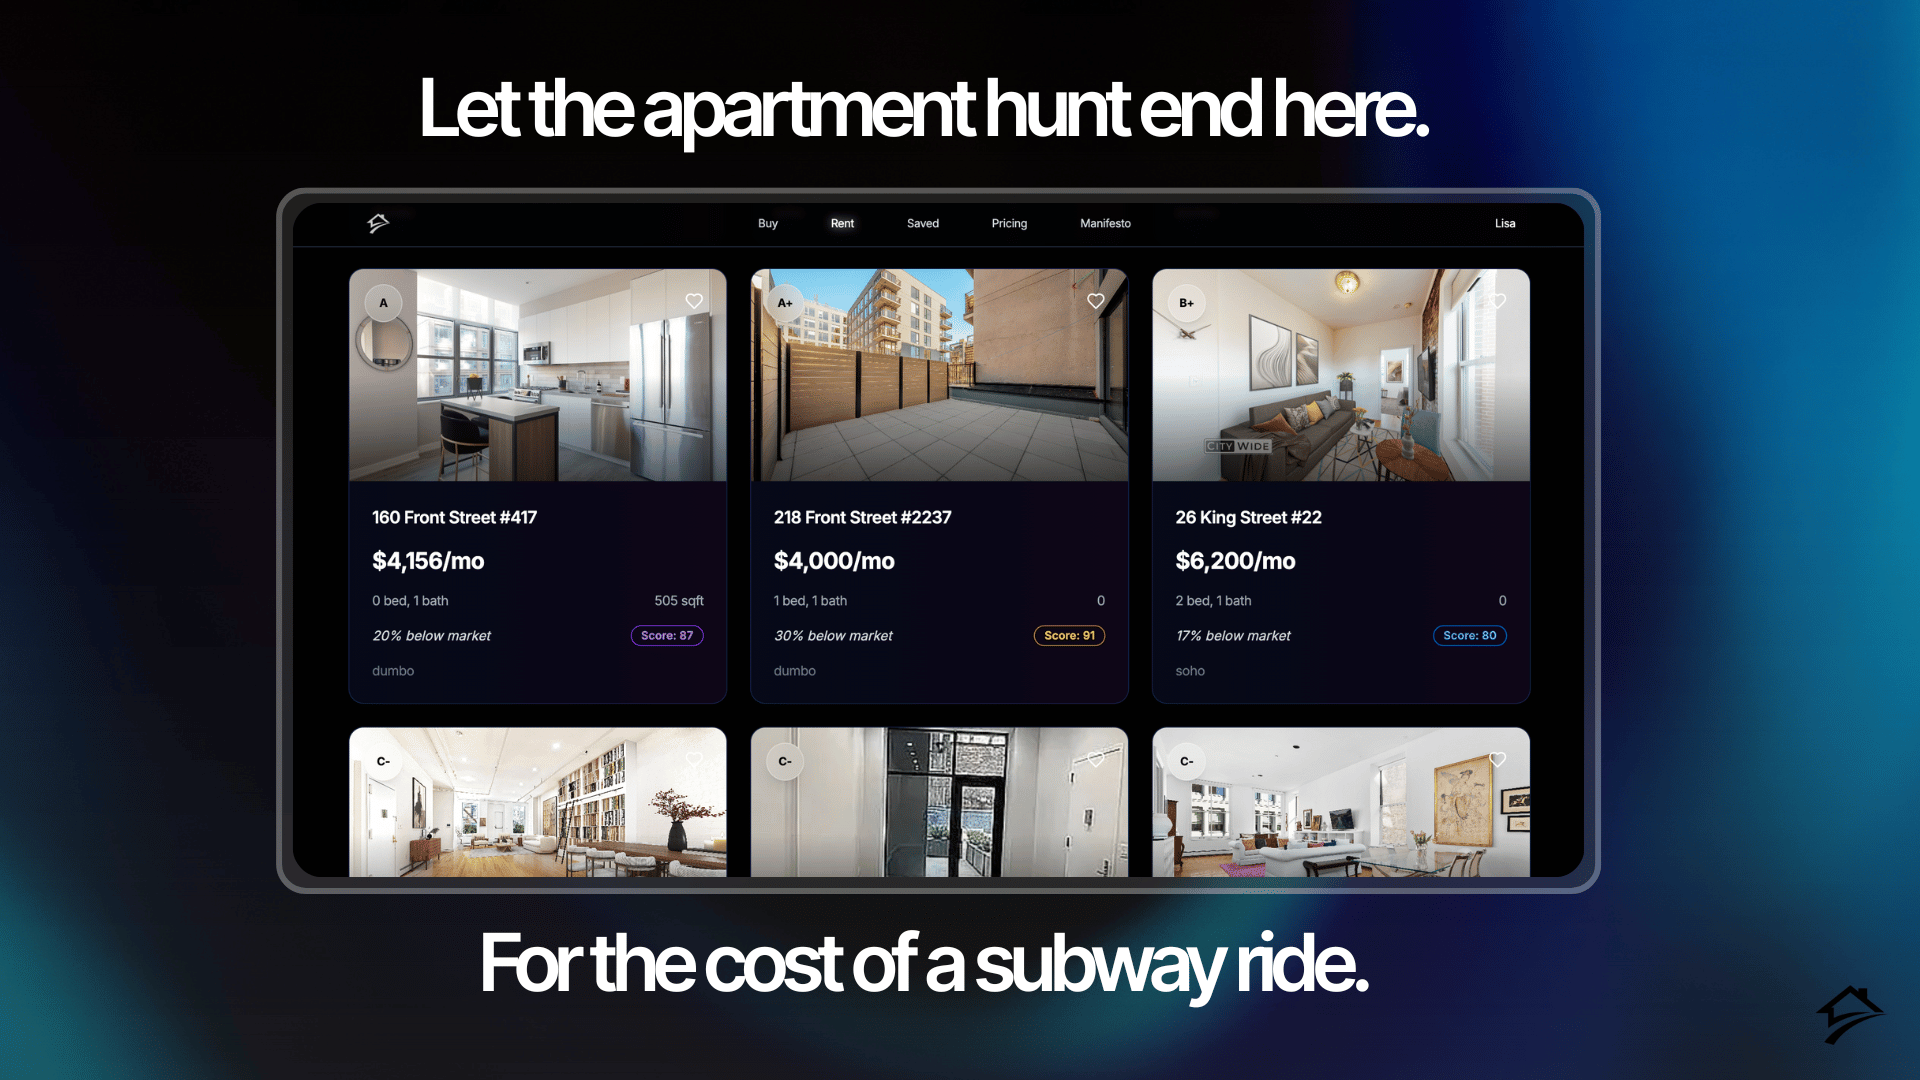 Let the apartment hunt end here.
Buy Rent Saved Pricing Manifesto Lisa
A A+ B+
CITY WIDE
160 Front Street #417
$4,156/mo
0 bed, 1 bath 505 sqft
20% below market Score: 87
dumbo
218 Front Street #2237
$4,000/mo
1 bed, 1 bath 0
30% below market Score: 91
dumbo
26 King Street #22
$6,200/mo
2 bed, 1 bath 0
17% below market Score: 80
soho
C- C- C-
For the cost of a subway ride.